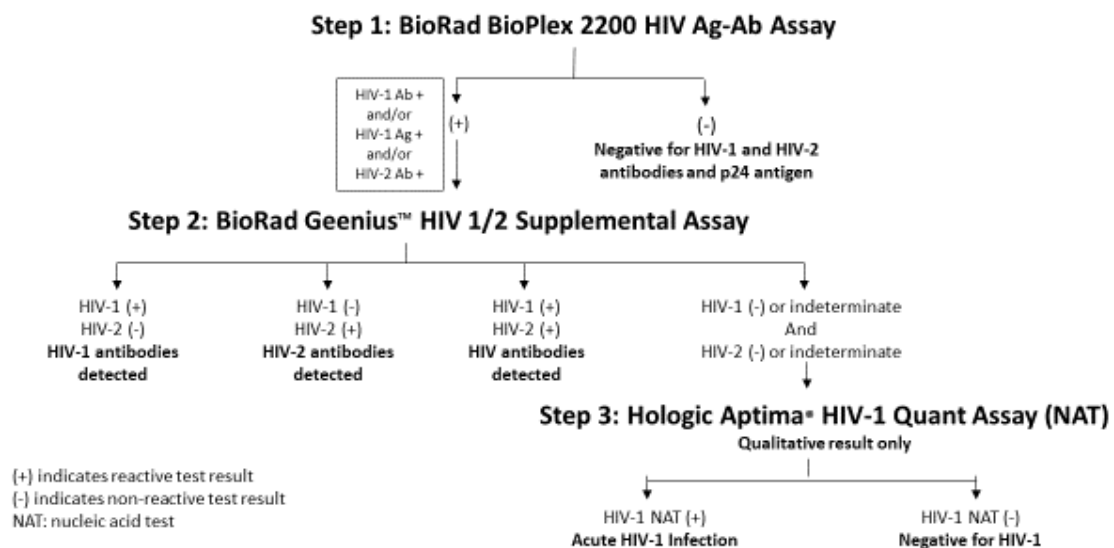 Step 1: BioRad BioPlex 2200 HIV Ag-Ab Assay
HIV-1 Ab +
and/or
HIV-1 Ag +
and/or
HIV-2 Ab +
(+)
(-)
Negative for HIV-1 and HIV-2
antibodies and p24 antigen
Step 2: BioRad Geenius™ HIV 1/2 Supplemental Assay
HIV-1 (+)
HIV-2 (-)
HIV-1 antibodies
detected
HIV-1 (-)
HIV-2 (+)
HIV-2 antibodies
detected
HIV-1 (+)
HIV-2 (+)
HIV antibodies
detected
HIV-1 (-) or indeterminate
And
HIV-2 (-) or indeterminate
Step 3: Hologic Aptima® HIV-1 Quant Assay (NAT)
Qualitative result only
(+) indicates reactive test result
(-) indicates non-reactive test result
NAT: nucleic acid test
HIV-1 NAT (+)
Acute HIV-1 Infection
HIV-1 NAT (-)
Negative for HIV-1